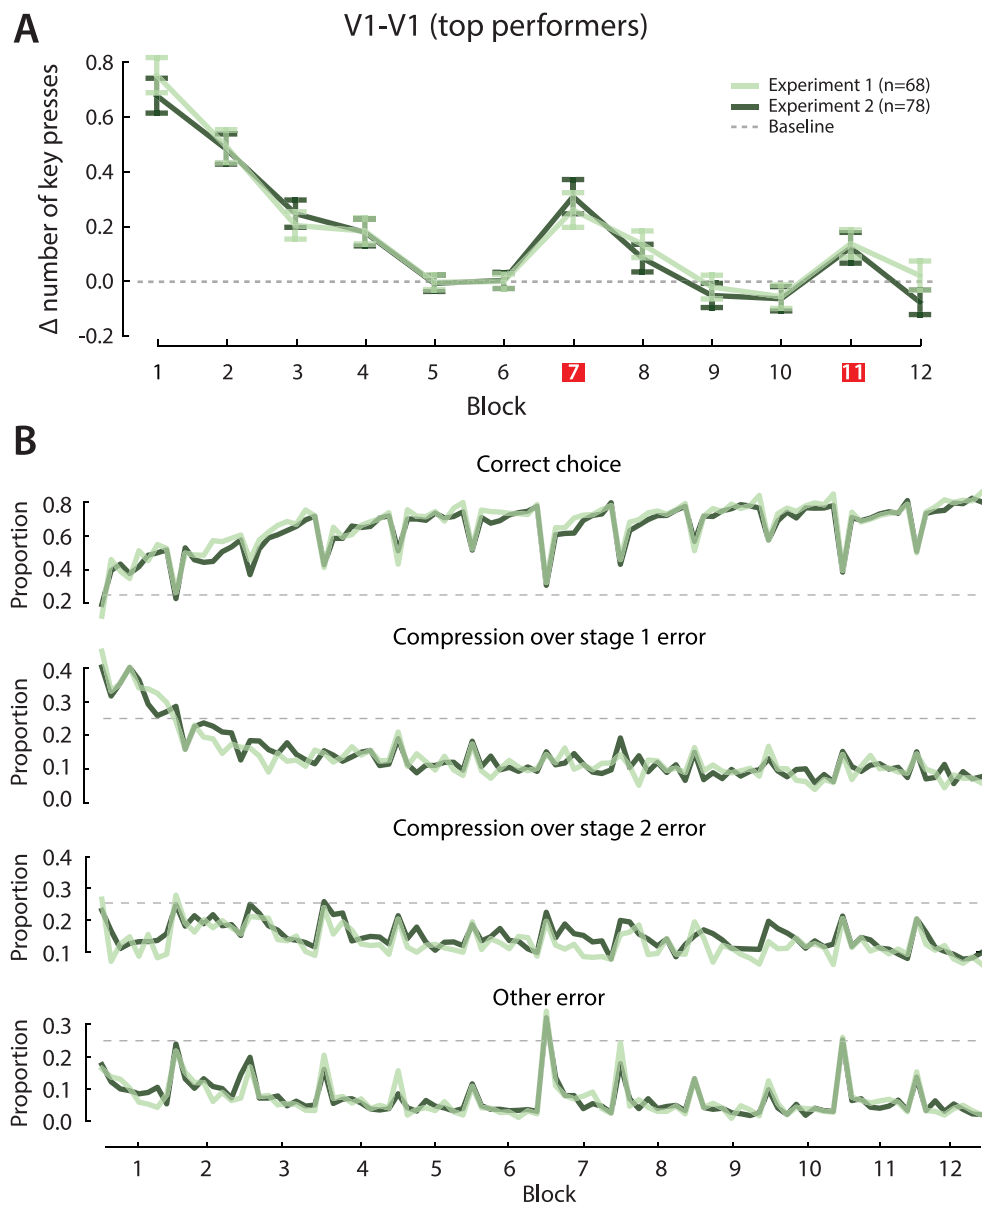 A
V1-V1 (top performers)
Δ number of key presses
0.8
0.6
0.4
0.2
0.0
-0.2
Experiment 1 (n=68)
Experiment 2 (n=78)
Baseline
1 2 3 4 5 6 7 8 9 10 11 12
Block
B
Correct choice
Proportion
0.8
0.6
0.4
0.2
Compression over stage 1 error
Proportion
0.4
0.3
0.2
0.1
0.0
Compression over stage 2 error
Proportion
0.4
0.3
0.2
0.1
Other error
Proportion
0.3
0.2
0.1
0.0
1 2 3 4 5 6 7 8 9 10 11 12
Block